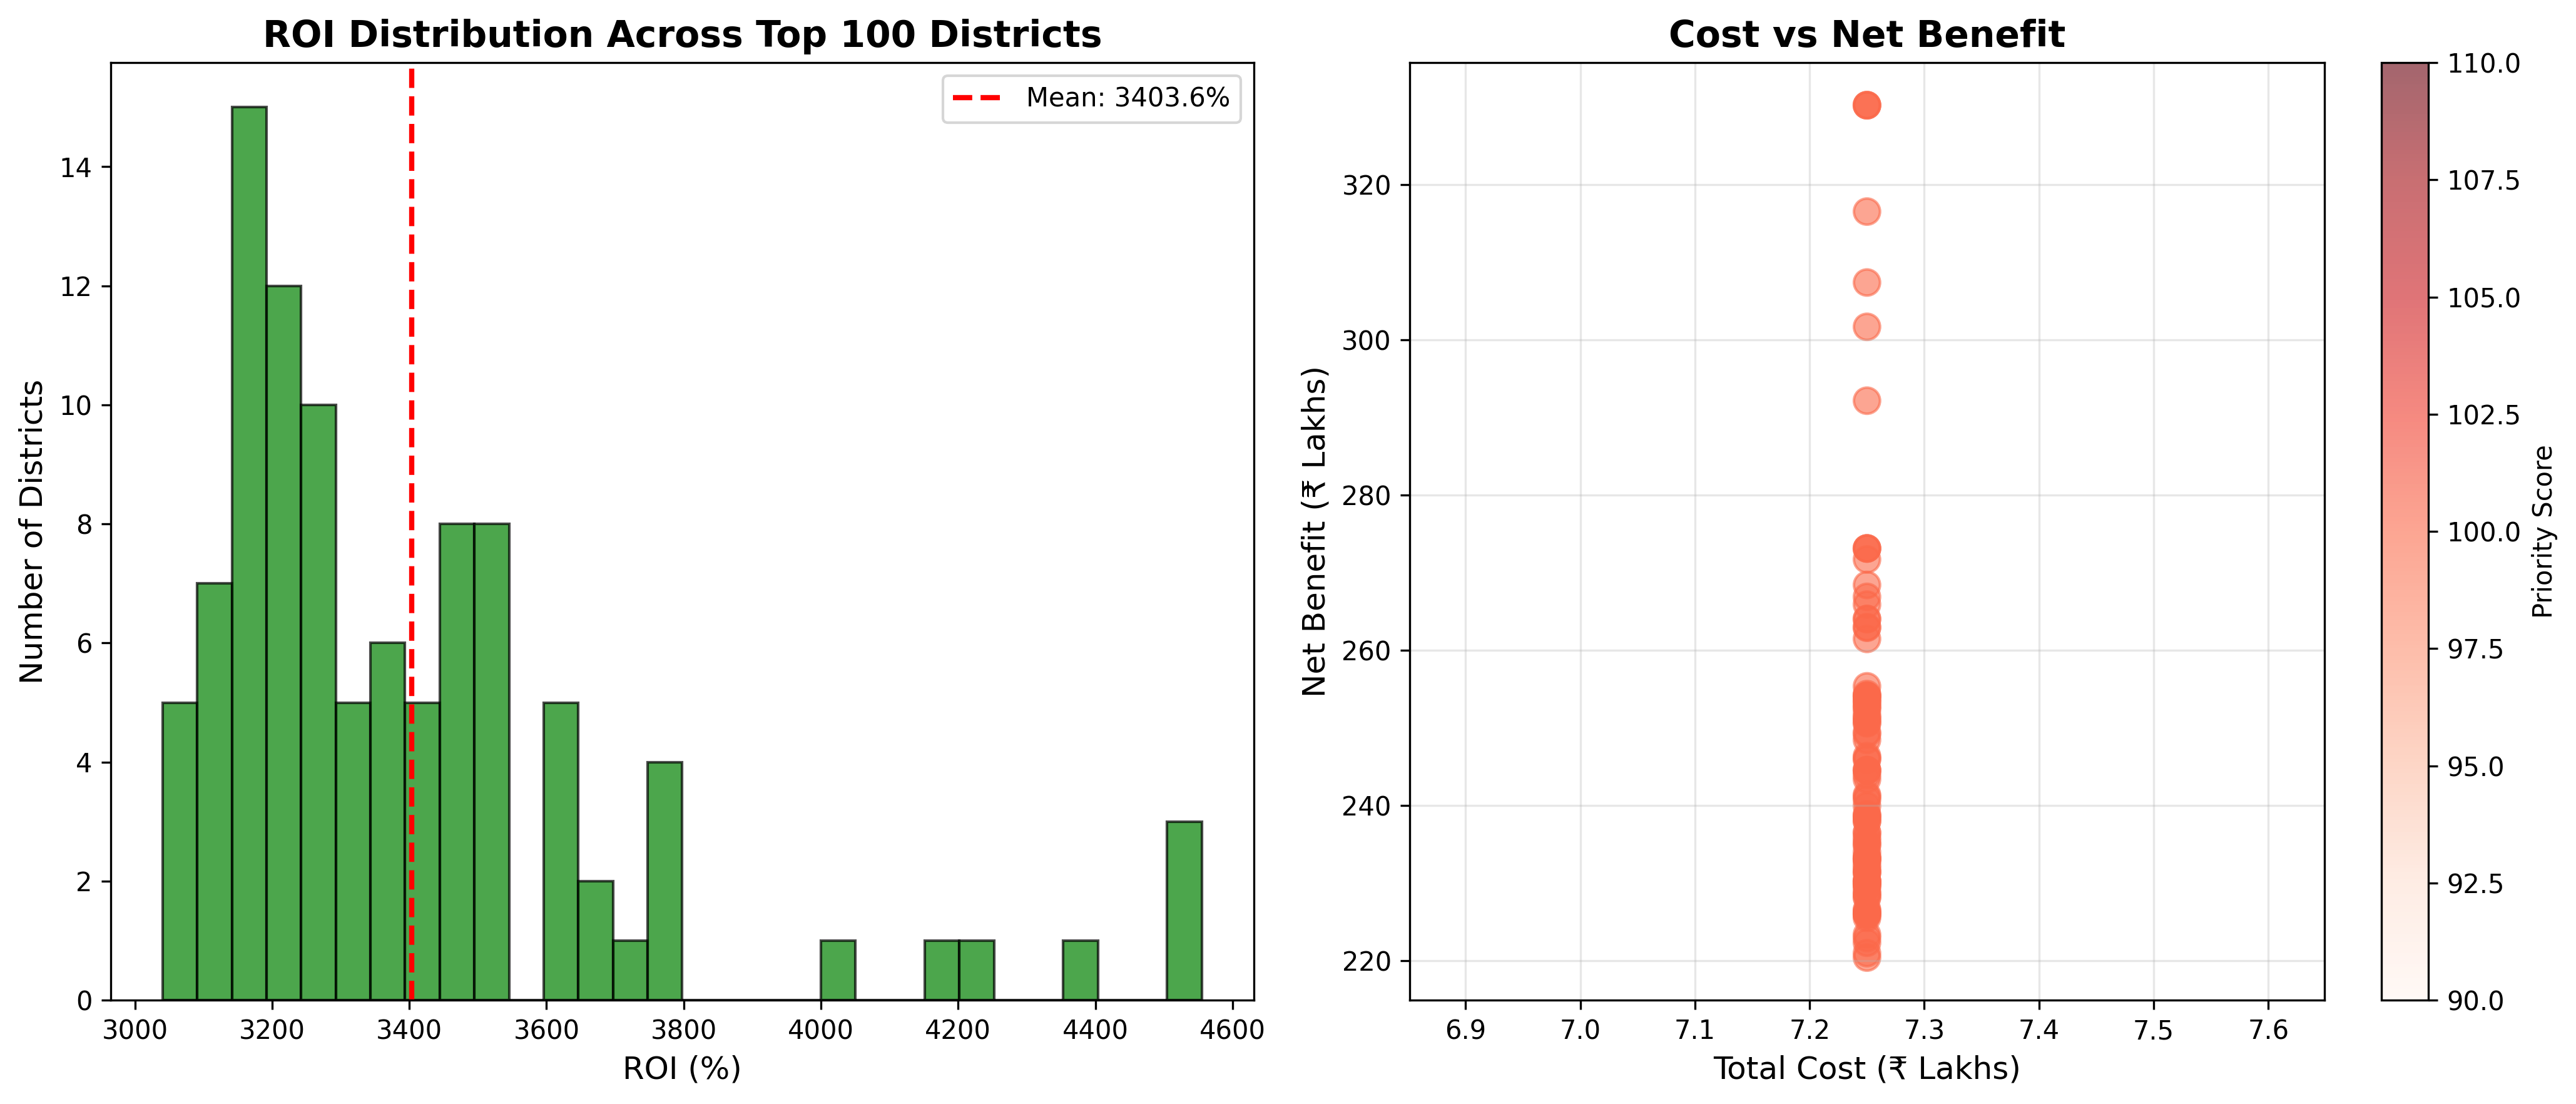 ROI Distribution Across Top 100 Districts
Mean: 3403.6%
Number of Districts
14
12
10
8
6
4
2
0
3000 3200 3400 3600 3800 4000 4200 4400 4600
ROI (%)
Cost vs Net Benefit
Net Benefit (₹ Lakhs)
320
300
280
260
240
220
6.9 7.0 7.1 7.2 7.3 7.4 7.5 7.6
Total Cost (₹ Lakhs)
110.0
107.5
105.0
102.5
100.0
97.5
95.0
92.5
90.0
Priority Score